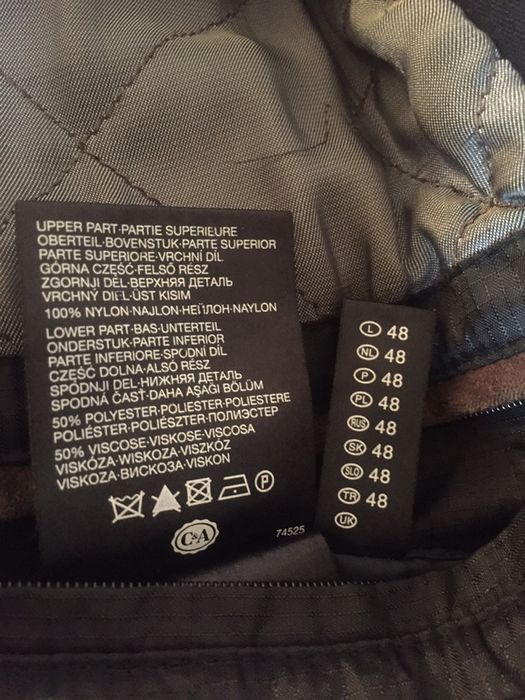 UPPER PART·PARTIE SUPERIEURE
OBERTEIL·BOVENSTUK·PARTE SUPERIOR
PARTE SUPERIORE·VRCHNÍ DÍL
GÓRNA CZĘŚĆ·FELSŐ RÉSZ
ZGORNJI DEL·ВЕРХНЯЯ ДЕТАЛЬ
VRCHNÝ DIEL·ÜST KISIM
100% NYLON·NAJLON·НЕЙЛОН·NAYLON
LOWER PART·BAS·UNTERTEIL
ONDERSTUK·PARTE INFERIOR
PARTE INFERIORE·SPODNÍ DÍL
CZĘŚĆ DOLNA·ALSÓ RÉSZ
SPODNJI DEL·НИЖНЯЯ ДЕТАЛЬ
SPODNÁ ČASŤ·DAHA AŞAĞI BÖLÜM
50% POLYESTER·POLIESTER·POLIESTERE
POLIÉSTER·POLIÉSZTER·ПОЛИЭСТЕР
50% VISCOSE·VISKOSE·VISCOSA
VISKÓZA·WISKOZA·VISZKÓZ
VISKOZA·ВИСКОЗА·VISKON
P
C&A
74525
L 48
NL 48
P 48
PL 48
RUS 48
SK 48
SLO 48
TR 48
UK